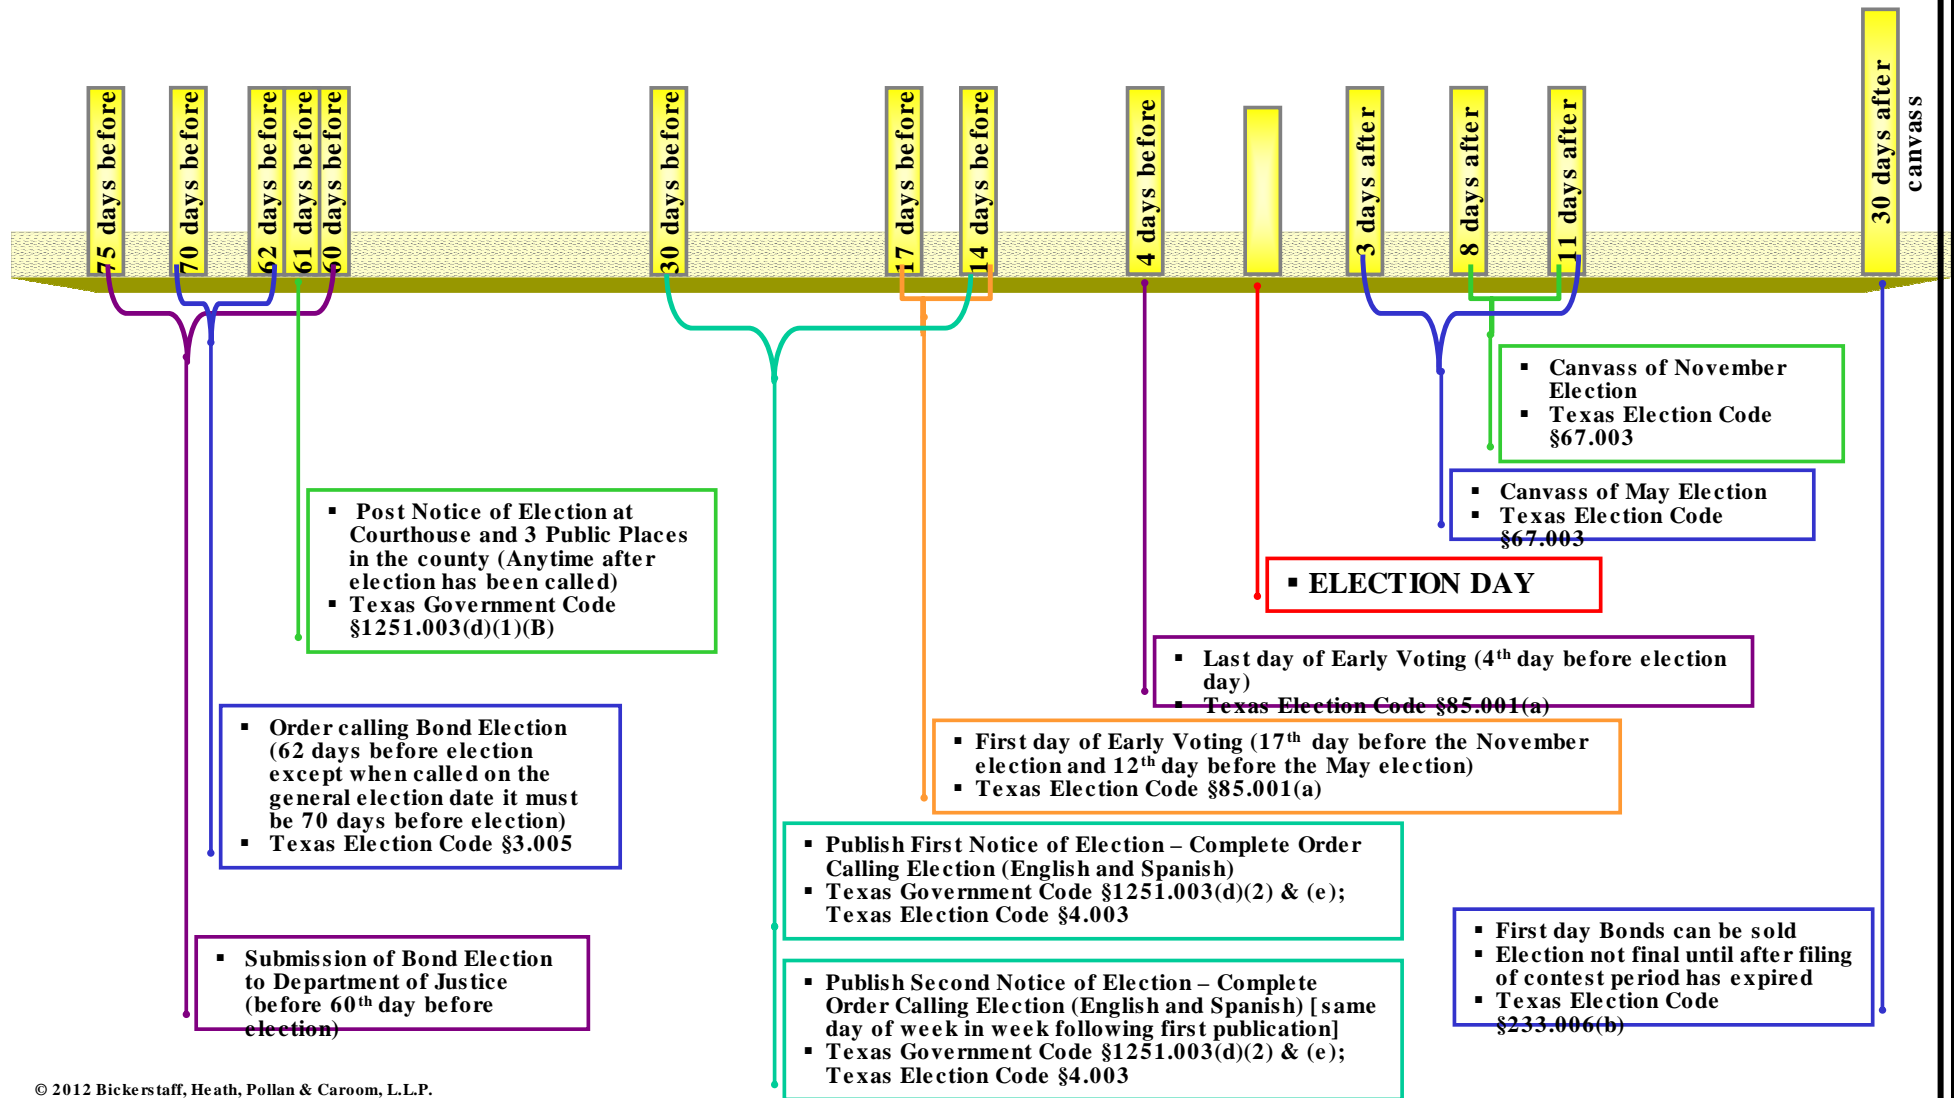 75 days before
70 days before
62 days before
61 days before
60 days before
30 days before
17 days before
14 days before
4 days before
3 days after
8 days after
11 days after
30 days after
canvass
▪ Canvass of November
Election
▪ Texas Election Code
§67.003
▪ Canvass of May Election
▪ Texas Election Code
§67.003
▪ Post Notice of Election at
Courthouse and 3 Public Places
in the county (Anytime after
election has been called)
▪ Texas Government Code
§1251.003(d)(1)(B)
▪ ELECTION DAY
▪ Last day of Early Voting (4th day before election
day)
▪ Texas Election Code §85.001(a)
▪ Order calling Bond Election
(62 days before election
except when called on the
general election date it must
be 70 days before election)
▪ Texas Election Code §3.005
▪ First day of Early Voting (17th day before the November
election and 12th day before the May election)
▪ Texas Election Code §85.001(a)
▪ Publish First Notice of Election – Complete Order
Calling Election (English and Spanish)
▪ Texas Government Code §1251.003(d)(2) & (e);
Texas Election Code §4.003
▪ First day Bonds can be sold
▪ Election not final until after filing
of contest period has expired
▪ Texas Election Code
§233.006(b)
▪ Submission of Bond Election
to Department of Justice
(before 60th day before
election)
▪ Publish Second Notice of Election – Complete
Order Calling Election (English and Spanish) [same
day of week in week following first publication]
▪ Texas Government Code §1251.003(d)(2) & (e);
Texas Election Code §4.003
© 2012 Bickerstaff, Heath, Pollan & Caroom, L.L.P.